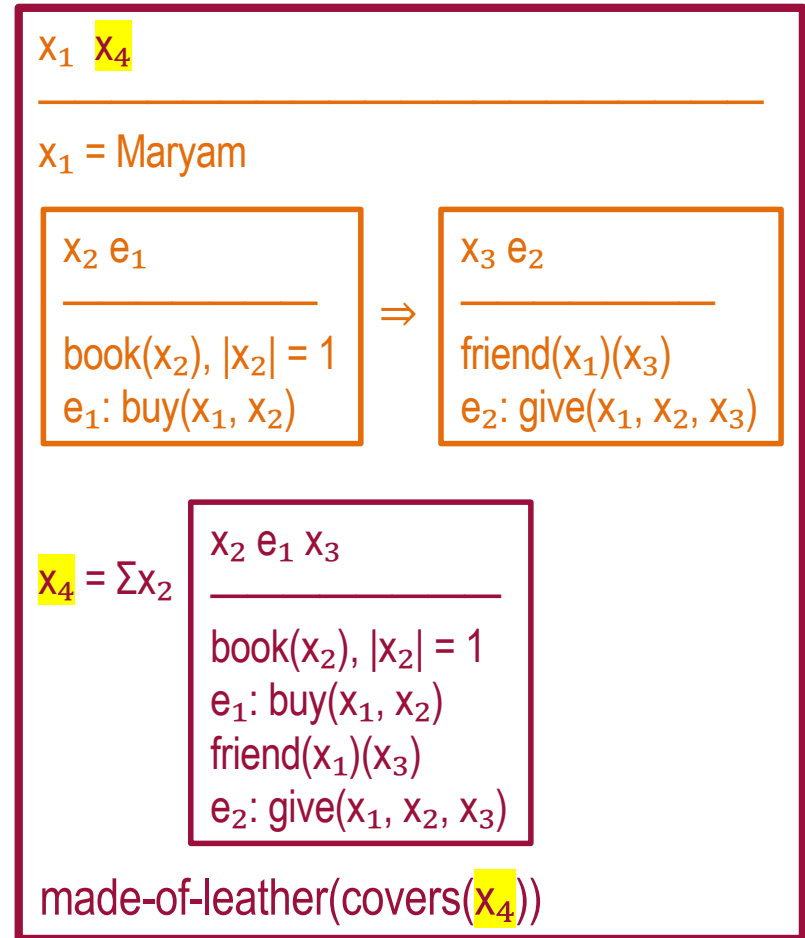 x₁ x₄
x₁ = Maryam
x₂ e₁
book(x₂), |x₂| = 1
e₁: buy(x₁, x₂)
⇒
x₃ e₂
friend(x₁)(x₃)
e₂: give(x₁, x₂, x₃)
x₄ = Σx₂
x₂ e₁ x₃
book(x₂), |x₂| = 1
e₁: buy(x₁, x₂)
friend(x₁)(x₃)
e₂: give(x₁, x₂, x₃)
made-of-leather(covers(x₄))